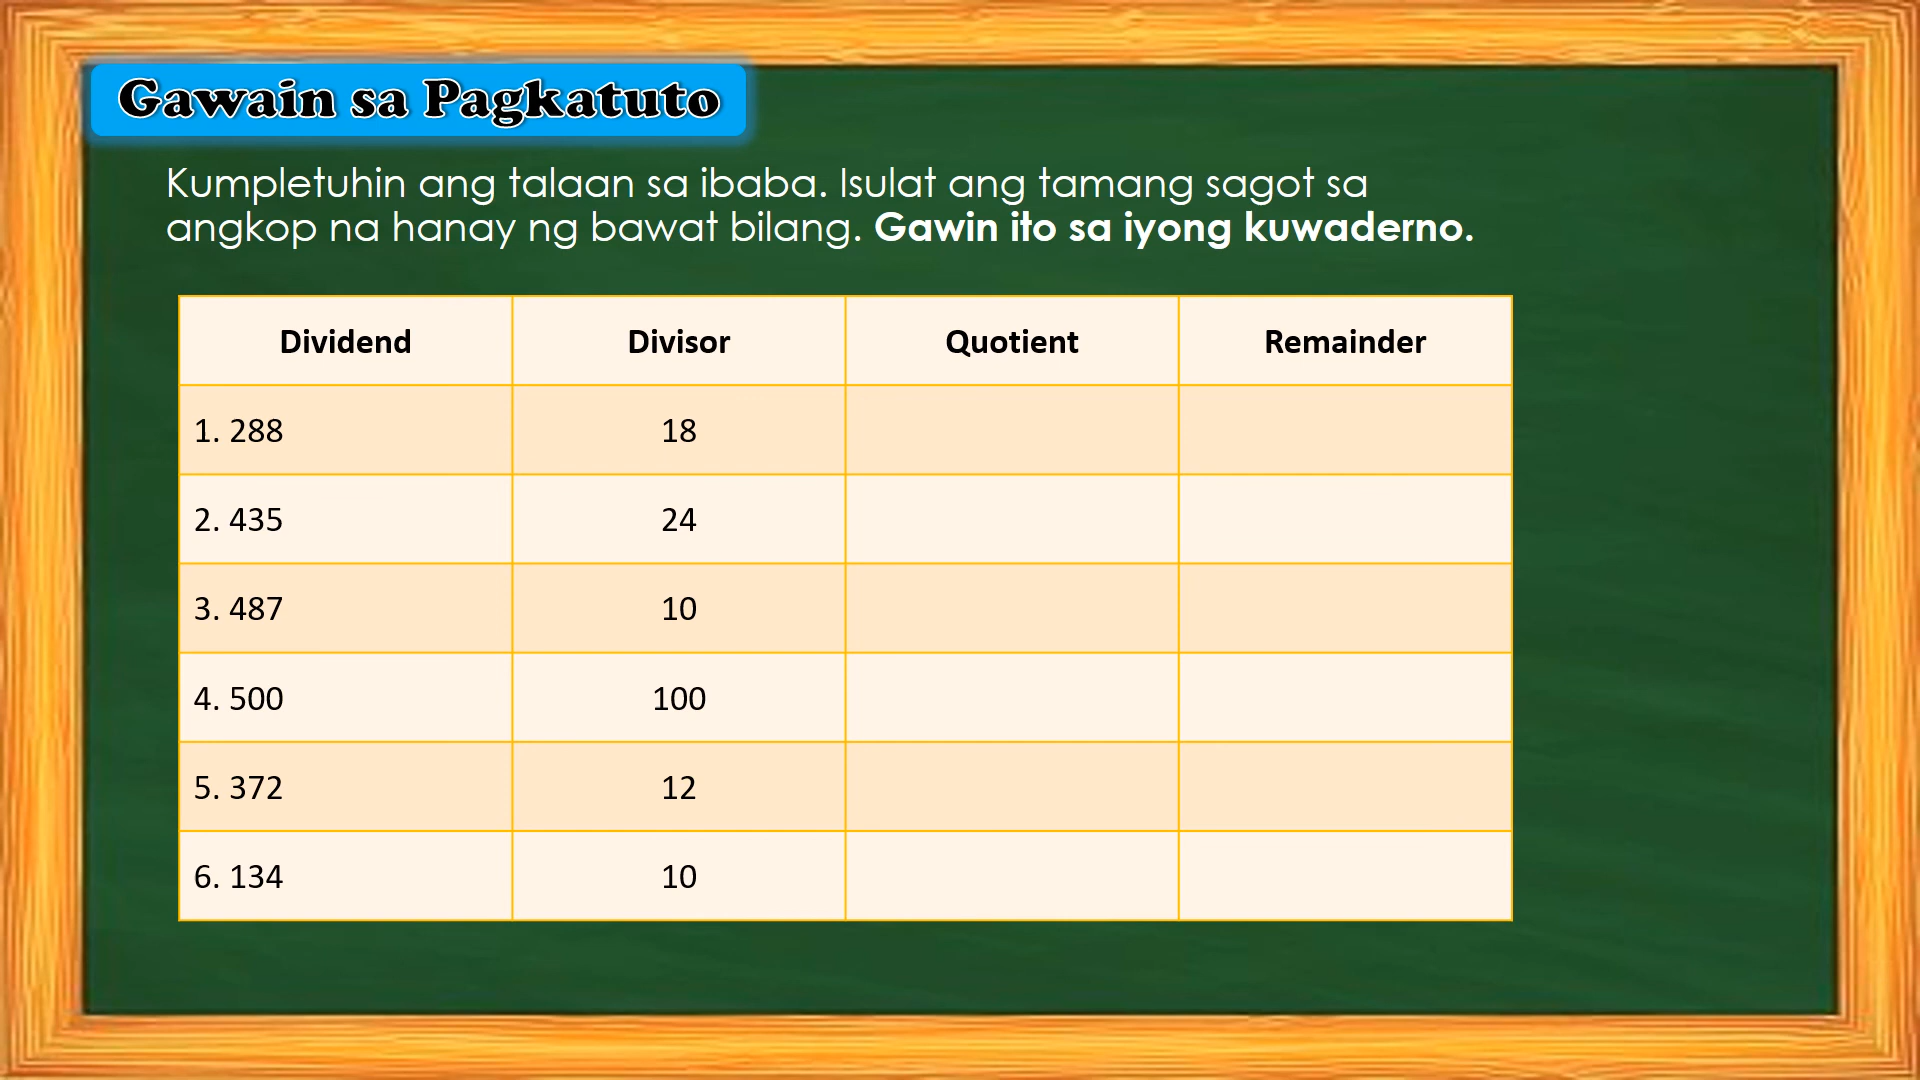 Gawain sa Pagkatuto
Kumpletuhin ang talaan sa ibaba. Isulat ang tamang sagot sa
angkop na hanay ng bawat bilang. Gawin ito sa iyong kuwaderno.
Dividend Divisor Quotient Remainder
1. 288 18
2. 435 24
3. 487 10
4. 500 100
5. 372 12
6. 134 10